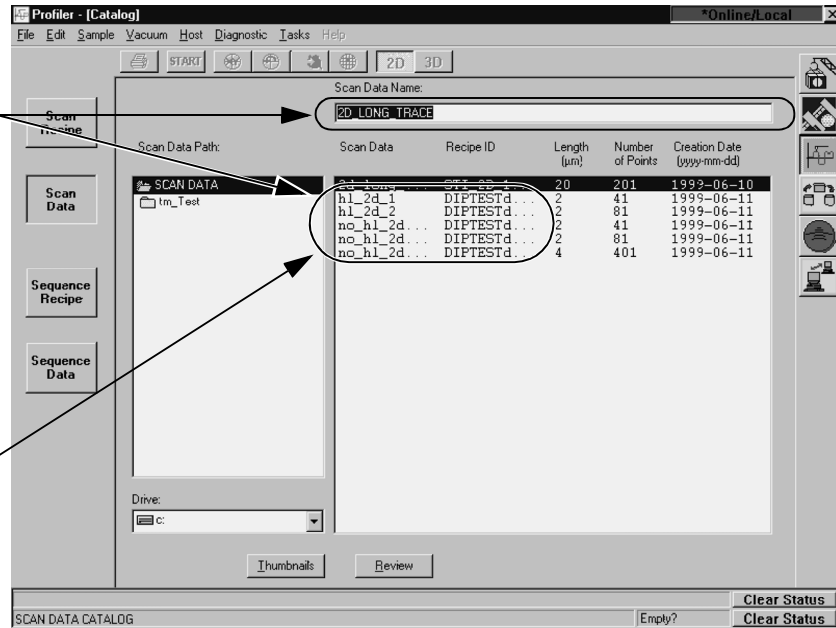 Profiler - [Catalog]
*Online/Local
File Edit Sample Vacuum Host Diagnostic Tasks Help
START 2D 3D
Scan Data Name:
2D_LONG_TRACE
Scan Recipe
Scan Data
Sequence Recipe
Sequence Data
Scan Data Path:
SCAN DATA
tm_Test
Scan Data Recipe ID Length (µm) Number of Points Creation Date (yyyy-mm-dd)
2d_long_... STI_2D_1... 20 201 1999-06-10
hl_2d_1 DIPTESTd... 2 41 1999-06-11
hl_2d_2 DIPTESTd... 2 81 1999-06-11
no_hl_2d... DIPTESTd... 2 41 1999-06-11
no_hl_2d... DIPTESTd... 2 81 1999-06-11
no_hl_2d... DIPTESTd... 4 401 1999-06-11
Drive:
c:
Thumbnails Review
Clear Status
SCAN DATA CATALOG Empty? Clear Status